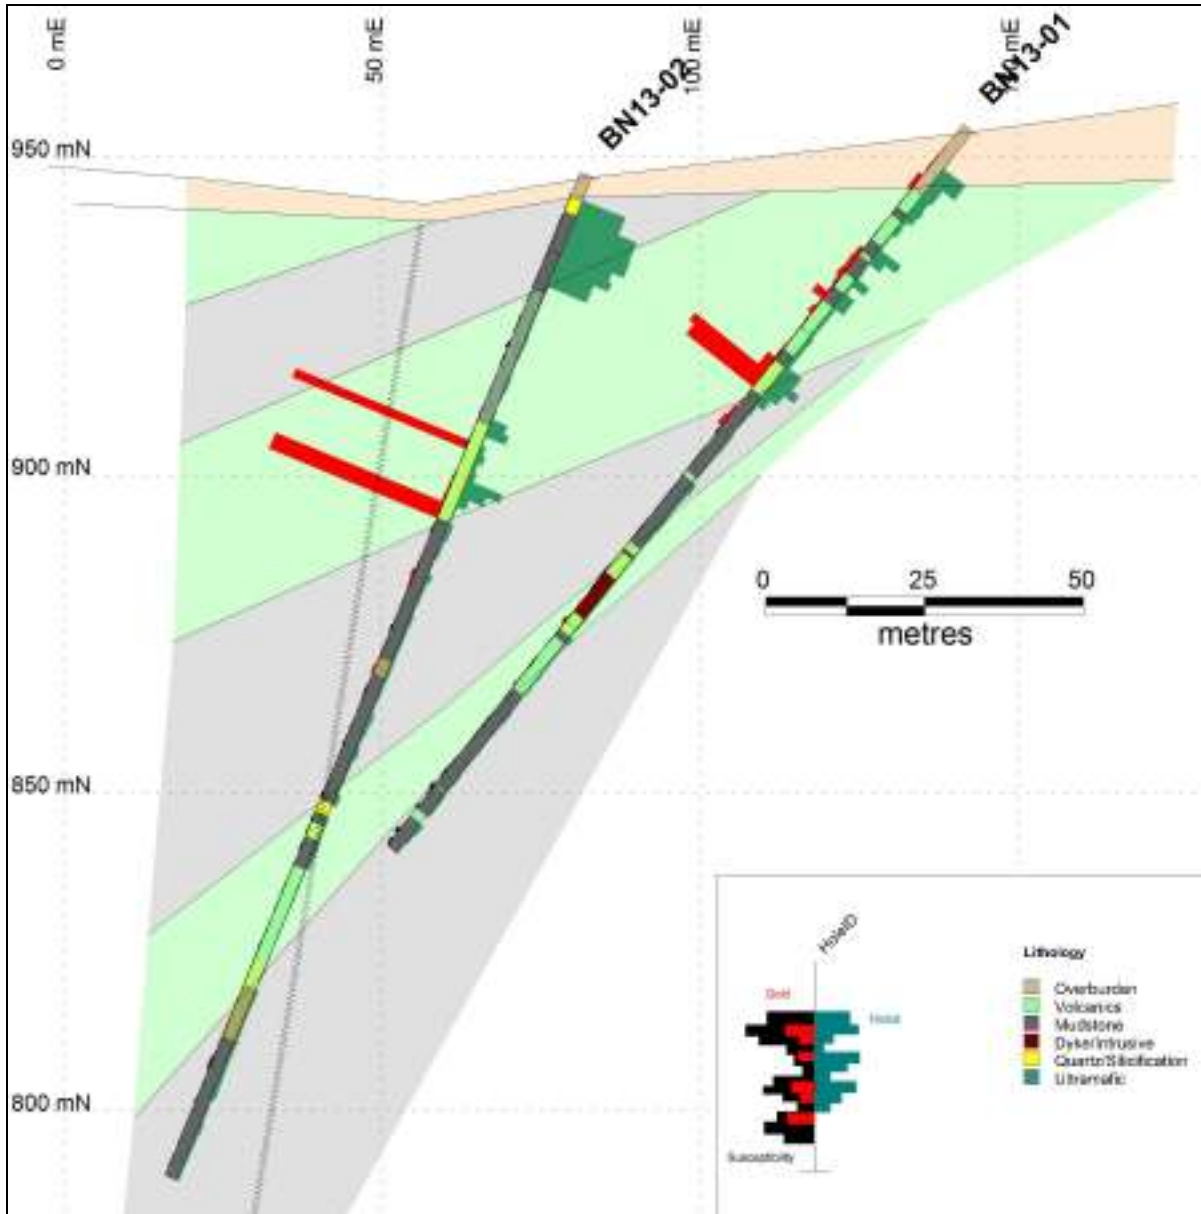 0 mE
50 mE
BN13-02
100 mE
BN13-01
950 mN
900 mN
0 25 50
metres
850 mN
800 mN
HoleID
Gold
Susceptibility
Lithology
Overburden
Volcanics
Mudstone
Dyke/Intrusive
Quartz/Silicification
Ultramafic